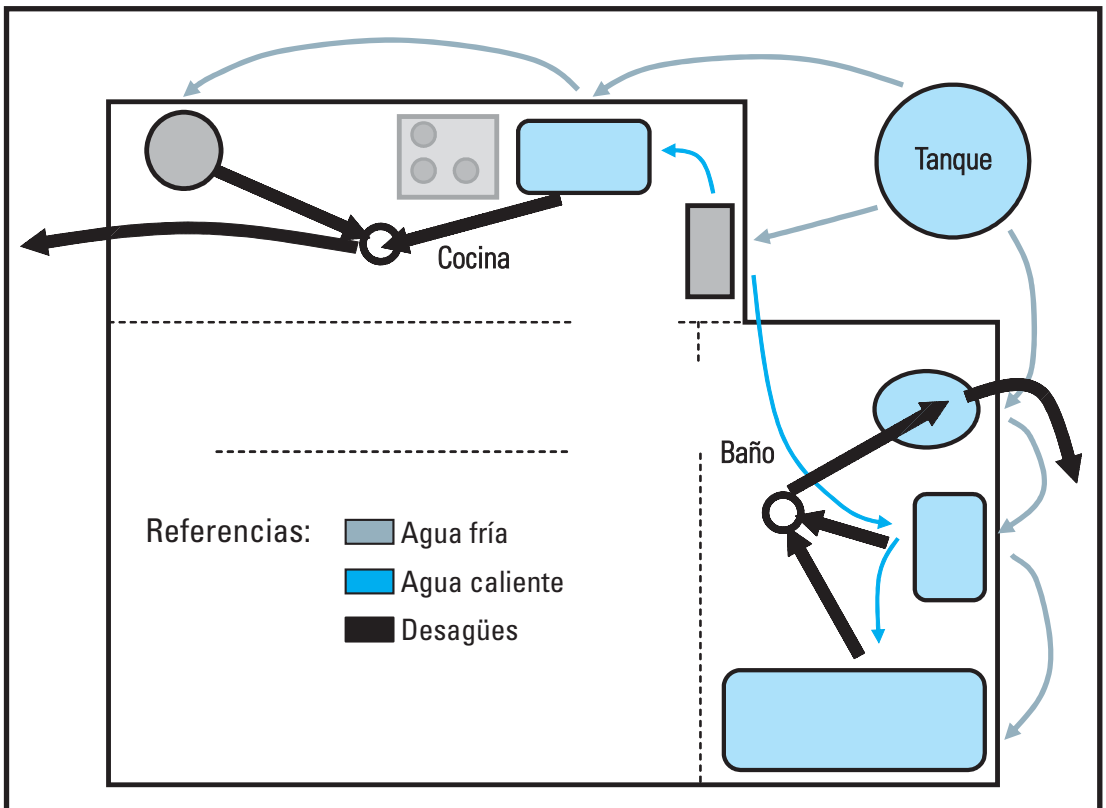 Tanque
Cocina
Baño
Referencias:
Agua fría
Agua caliente
Desagües